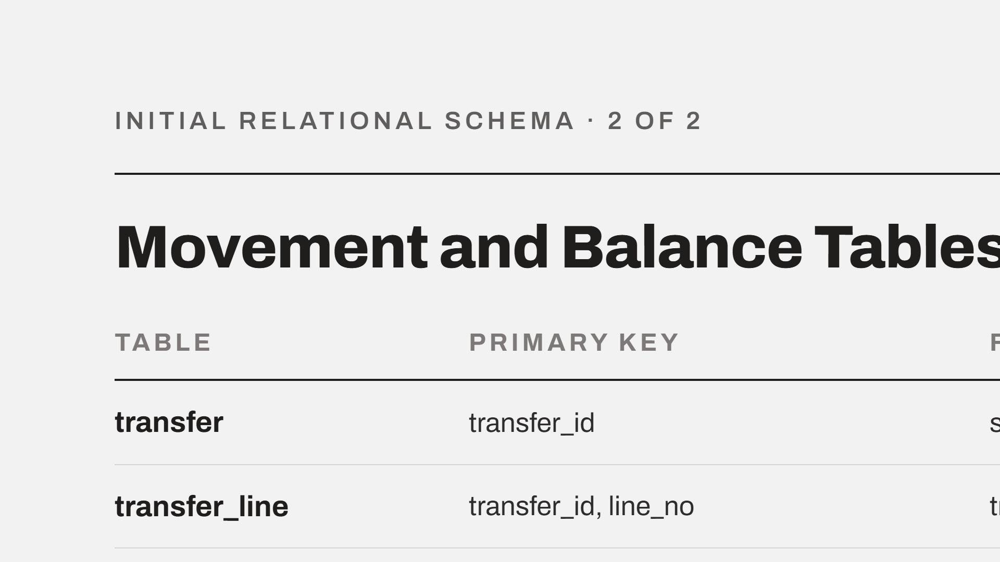 INITIAL RELATIONAL SCHEMA · 2 OF 2
Movement and Balance Tables
TABLE PRIMARY KEY
transfer transfer_id
transfer_line transfer_id, line_no